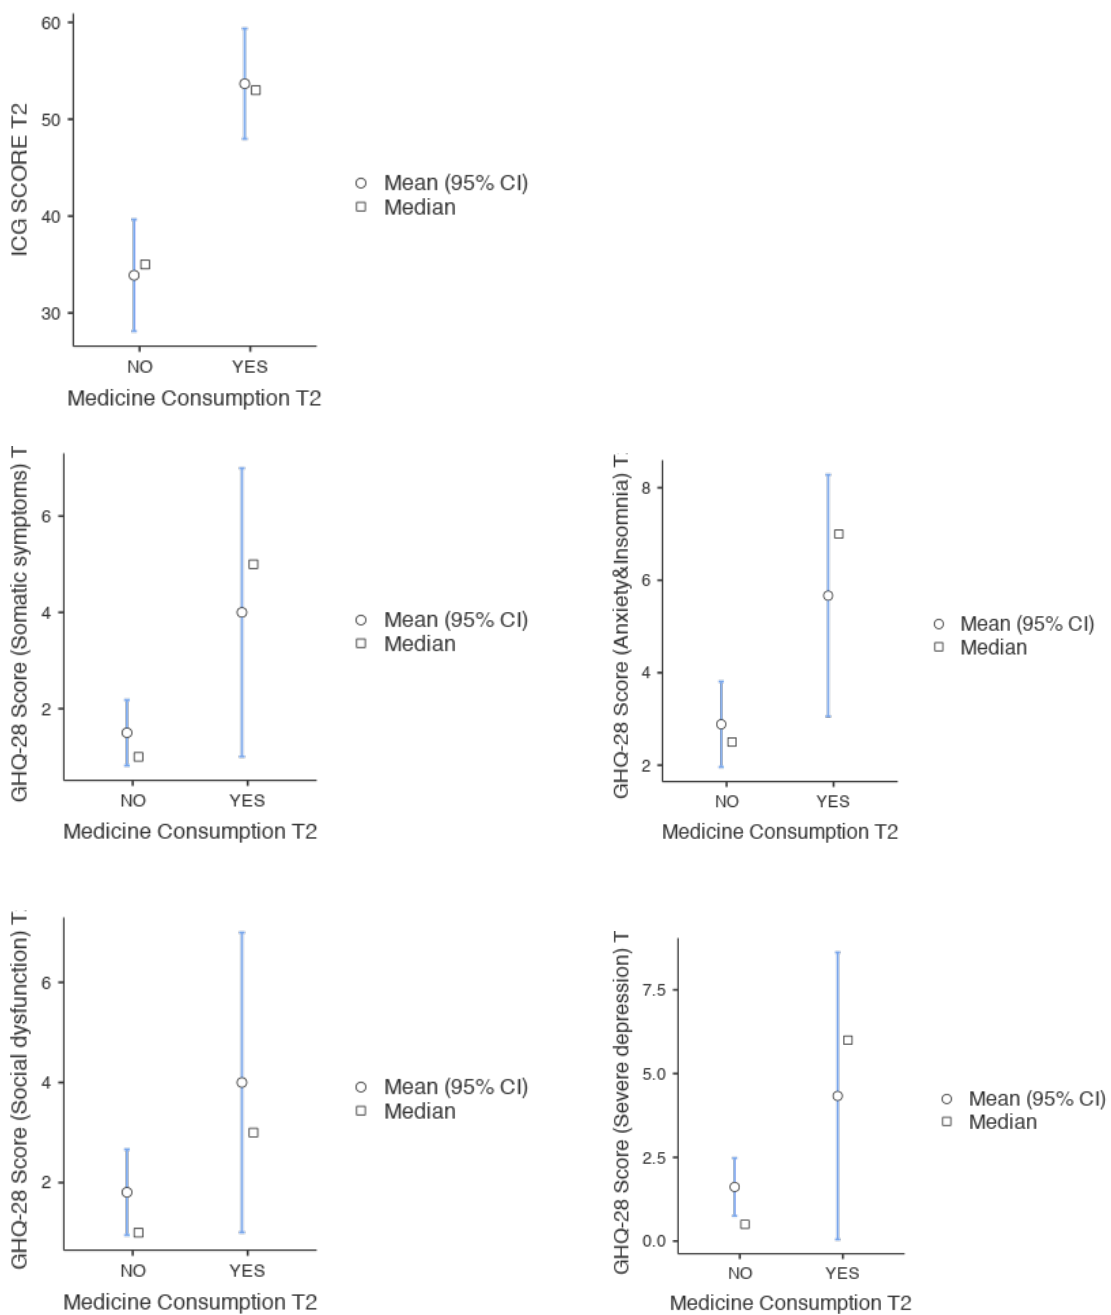 60
50
40
30
ICG SCORE T2
NO YES
Medicine Consumption T2
Mean (95% CI)
Median
GHQ-28 Score (Somatic symptoms) T
6
4
2
NO YES
Medicine Consumption T2
Mean (95% CI)
Median
GHQ-28 Score (Anxiety&Insomnia) T
8
6
4
2
NO YES
Medicine Consumption T2
Mean (95% CI)
Median
GHQ-28 Score (Social dysfunction) T
6
4
2
NO YES
Medicine Consumption T2
Mean (95% CI)
Median
GHQ-28 Score (Severe depression) T
7.5
5.0
2.5
0.0
NO YES
Medicine Consumption T2
Mean (95% CI)
Median